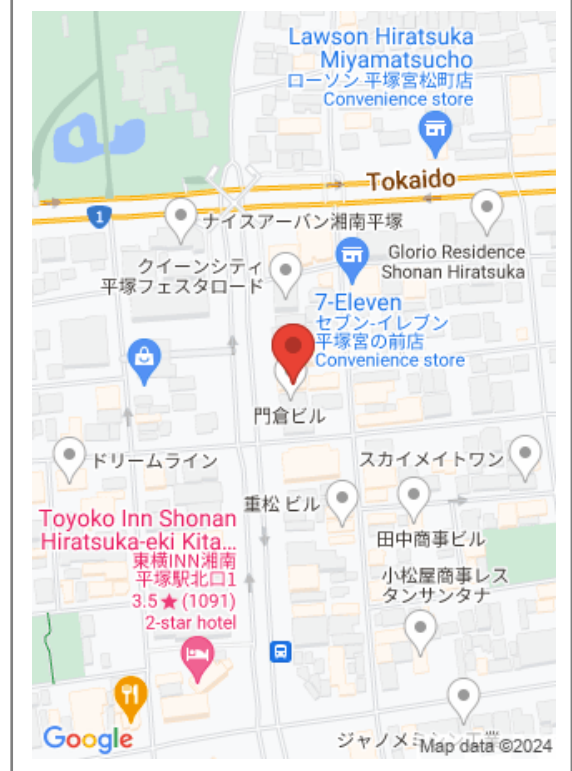 Lawson Hiratsuka
Miyamatsucho
ローソン 平塚宮松町店
Convenience store
Tokaido
1
ナイスアーバン湘南平塚
Glorio Residence
Shonan Hiratsuka
クイーンシティ
平塚フェスタロード
7-Eleven
セブン-イレブン
平塚宮の前店
Convenience store
門倉ビル
ドリームライン
スカイメイトワン
重松 ビル
Toyoko Inn Shonan
Hiratsuka-eki Kita...
東横INN湘南
平塚駅北口1
3.5★(1091)
2-star hotel
田中商事ビル
小松屋商事レス
タンサンタナ
Google
ジャノメミシン
Map data ©2024